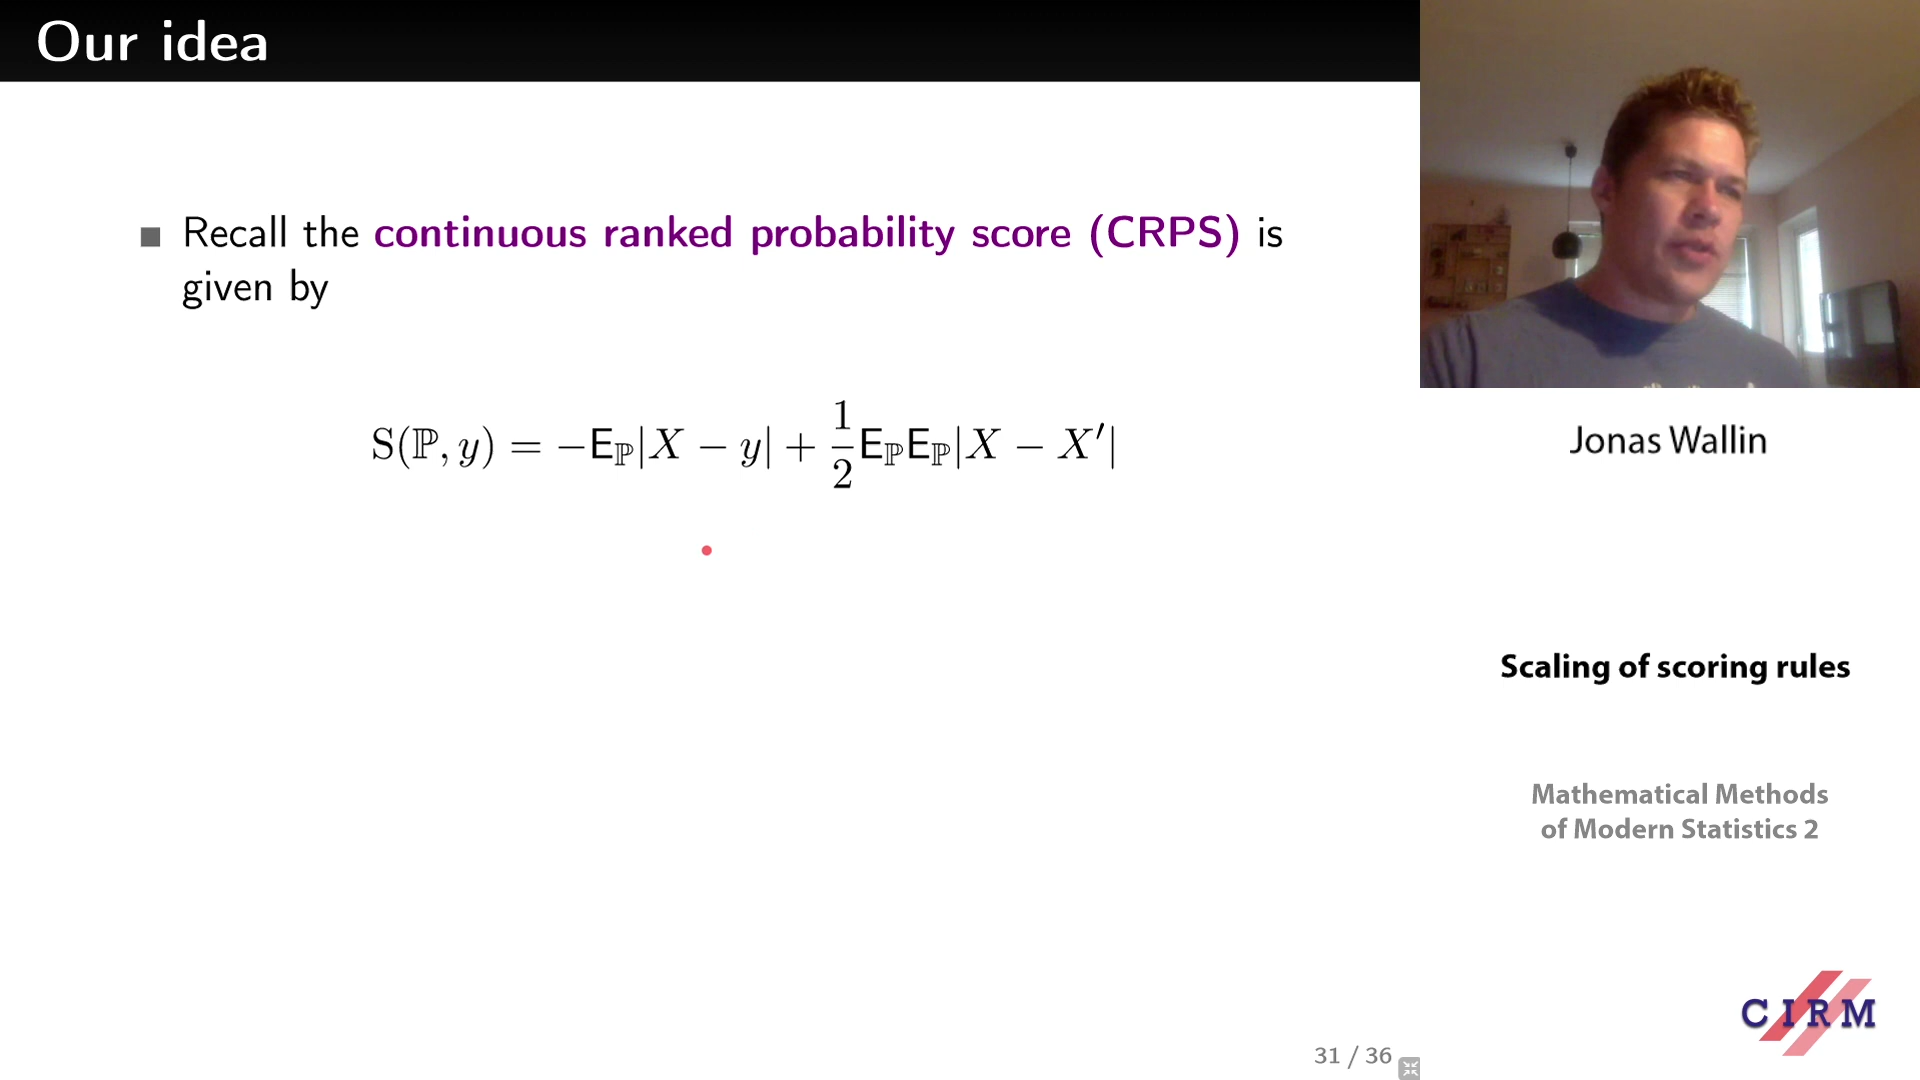 Our idea
Recall the continuous ranked probability score (CRPS) is
given by
S(ℙ, y) = −E_ℙ|X − y| + \frac{1}{2}E_ℙE_ℙ|X − X′|
Jonas Wallin
Scaling of scoring rules
Mathematical Methods
of Modern Statistics 2
CIRM
31 / 36